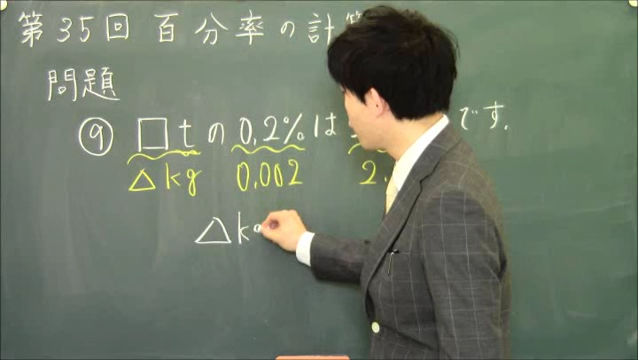 第35回 百分率の計
問題
⑨ □tの0.2%は です。
△kg 0.002 2.
△k